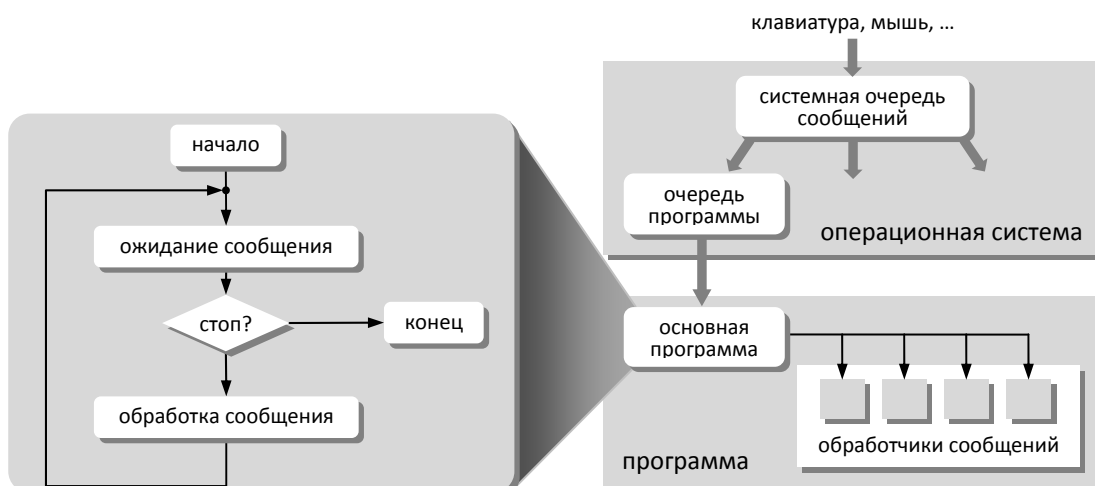 клавиатура, мышь, ...
системная очередь
сообщений
очередь
программы
операционная система
начало
ожидание сообщения
стоп?
конец
обработка сообщения
основная
программа
обработчики сообщений
программа